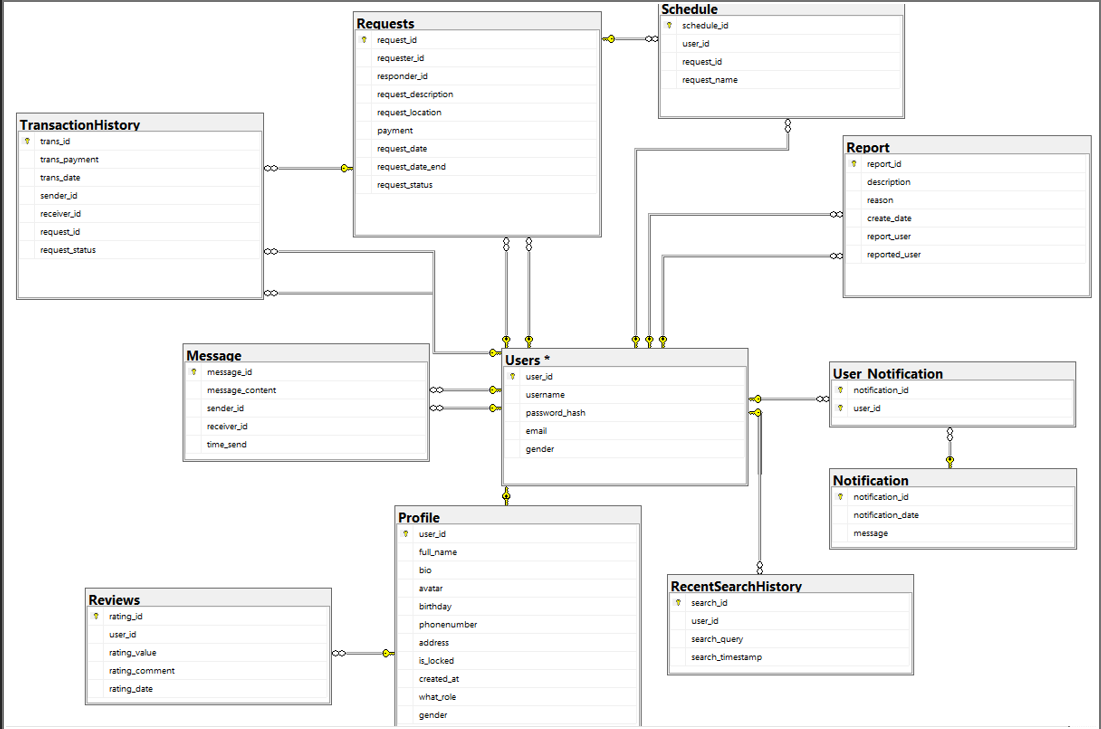 Requests
request_id
requester_id
responder_id
request_description
request_location
payment
request_date
request_date_end
request_status
Schedule
schedule_id
user_id
request_id
request_name
TransactionHistory
trans_id
trans_payment
trans_date
sender_id
receiver_id
request_id
request_status
Report
report_id
description
reason
create_date
report_user
reported_user
Message
message_id
message_content
sender_id
receiver_id
time_send
Users *
user_id
username
password_hash
email
gender
User_Notification
notification_id
user_id
Notification
notification_id
notification_date
message
Profile
user_id
full_name
bio
avatar
birthday
phonenumber
address
is_locked
created_at
what_role
gender
Reviews
rating_id
user_id
rating_value
rating_comment
rating_date
RecentSearchHistory
search_id
user_id
search_query
search_timestamp